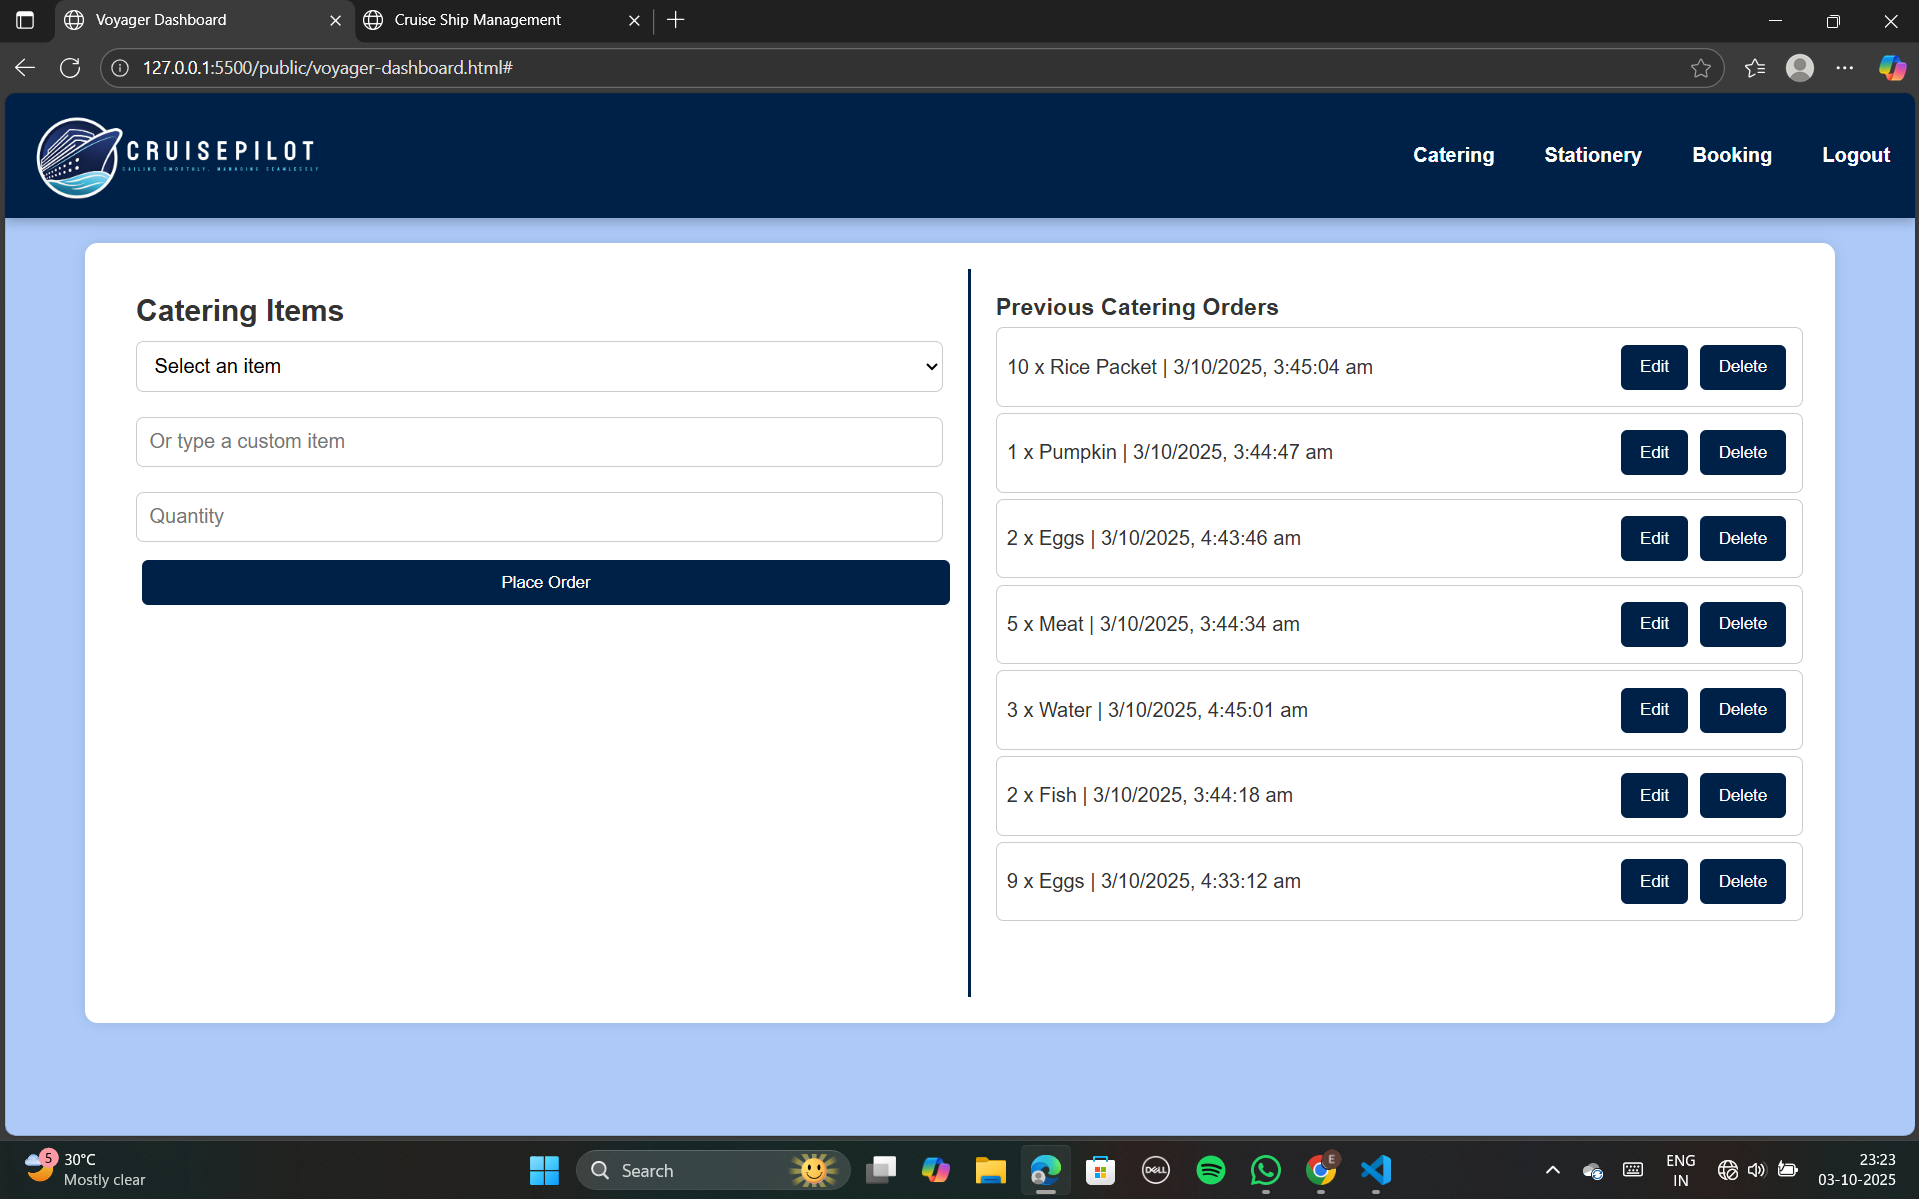 Voyager Dashboard
Cruise Ship Management
127.0.0.1:5500/public/voyager-dashboard.html#
CRUISEPILOT
SAILING SMOOTHLY, MANAGING SEAMLESSLY
Catering
Stationery
Booking
Logout
Catering Items
Select an item
Or type a custom item
Quantity
Place Order
Previous Catering Orders
10 x Rice Packet | 3/10/2025, 3:45:04 am
Edit
Delete
1 x Pumpkin | 3/10/2025, 3:44:47 am
Edit
Delete
2 x Eggs | 3/10/2025, 4:43:46 am
Edit
Delete
5 x Meat | 3/10/2025, 3:44:34 am
Edit
Delete
3 x Water | 3/10/2025, 4:45:01 am
Edit
Delete
2 x Fish | 3/10/2025, 3:44:18 am
Edit
Delete
9 x Eggs | 3/10/2025, 4:33:12 am
Edit
Delete
5
30°C
Mostly clear
Search
DELL
E
ENG
IN
23:23
03-10-2025